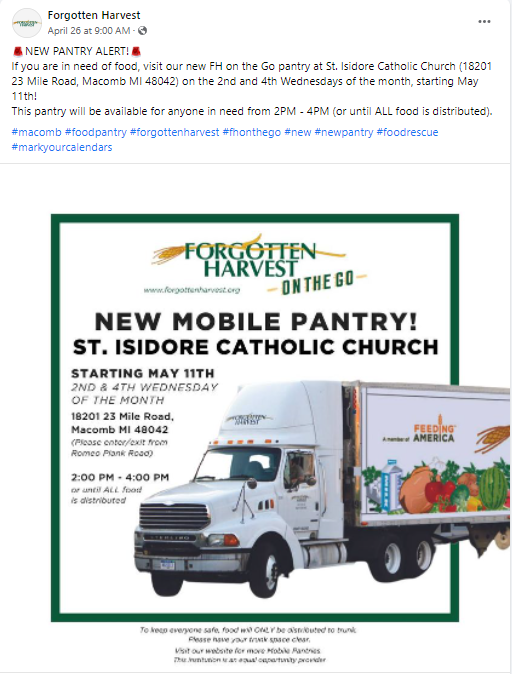 Forgotten Harvest
April 26 at 9:00 AM ·
NEW PANTRY ALERT!
If you are in need of food, visit our new FH on the Go pantry at St. Isidore Catholic Church (18201
23 Mile Road, Macomb MI 48042) on the 2nd and 4th Wednesdays of the month, starting May
11th!
This pantry will be available for anyone in need from 2PM - 4PM (or until ALL food is distributed).
#macomb #foodpantry #forgottenharvest #fhonthego #new #newpantry #foodrescue
#markyourcalendars
FORGOTTEN
HARVEST
ON THE GO
www.forgottenharvest.org
NEW MOBILE PANTRY!
ST. ISIDORE CATHOLIC CHURCH
STARTING MAY 11TH
2ND & 4TH WEDNESDAY
OF THE MONTH
18201 23 Mile Road,
Macomb MI 48042
(Please enter/exit from
Romeo Plank Road)
2:00 PM - 4:00 PM
or until ALL food
is distributed
FORGOTTEN
HARVEST
A member of
FEEDING
AMERICA
MILK
STERLING
To keep everyone safe, food will ONLY be distributed to trunk.
Please have your trunk space clear.
Visit our website for more Mobile Pantries
This institution is an equal opportunity provider